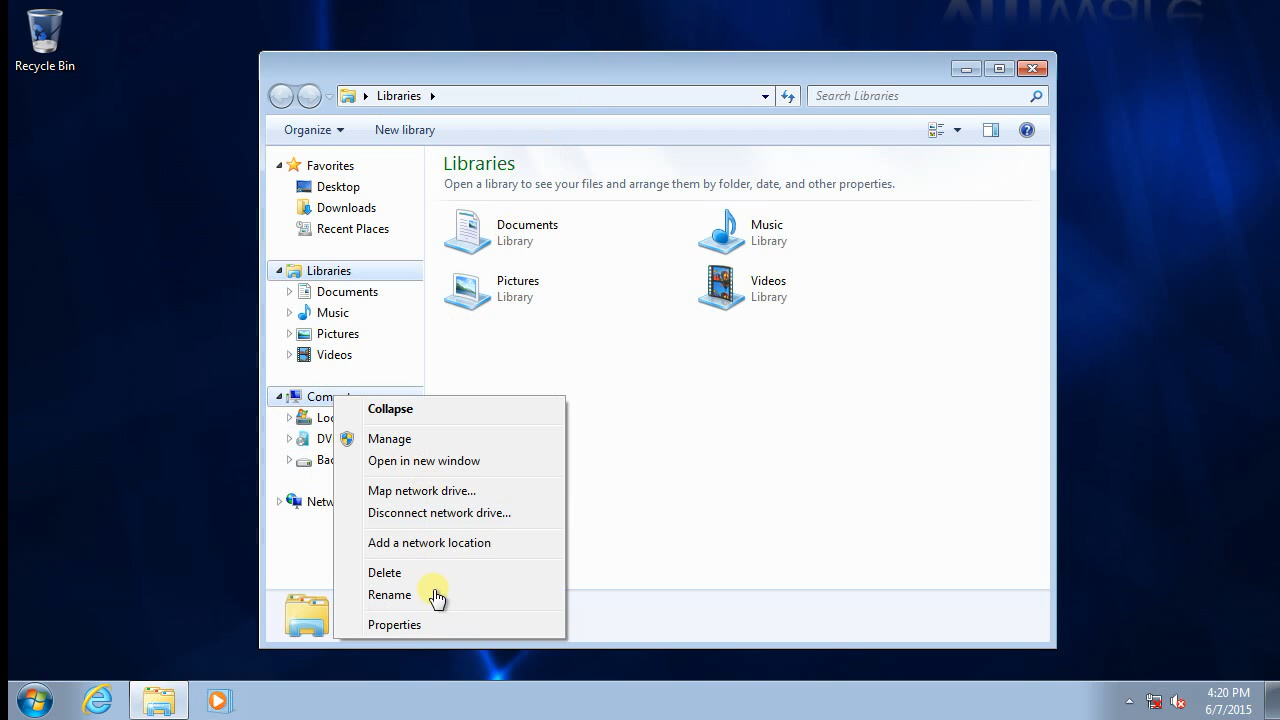 Recycle Bin
Libraries
Search Libraries
Organize
New library
Favorites
Desktop
Downloads
Recent Places
Libraries
Documents
Music
Pictures
Videos
Libraries
Open a library to see your files and arrange them by folder, date, and other properties.
Documents
Library
Music
Library
Pictures
Library
Videos
Library
Collapse
Manage
Open in new window
Map network drive...
Disconnect network drive...
Add a network location
Delete
Rename
Properties
4:20 PM
6/7/2015